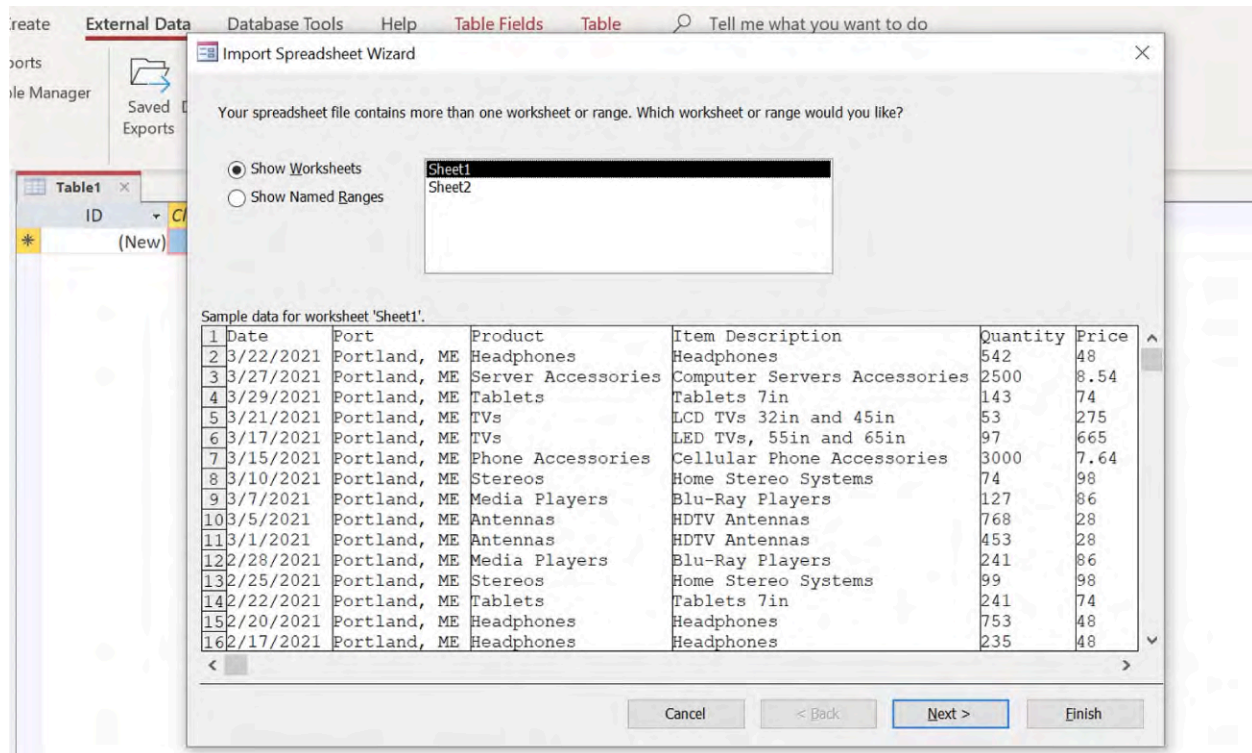 reate External Data Database Tools Help Table Fields Table Tell me what you want to do
Import Spreadsheet Wizard
orts
le Manager
Saved
Exports
Your spreadsheet file contains more than one worksheet or range. Which worksheet or range would you like?
Show Worksheets
Show Named Ranges
Sheet1
Sheet2
Table1
ID
(New)
Sample data for worksheet 'Sheet1'.
1 Date Port Product Item Description Quantity Price
2 3/22/2021 Portland, ME Headphones Headphones 542 48
3 3/27/2021 Portland, ME Server Accessories Computer Servers Accessories 2500 8.54
4 3/29/2021 Portland, ME Tablets Tablets 7in 143 74
5 3/21/2021 Portland, ME TVs LCD TVs 32in and 45in 53 275
6 3/17/2021 Portland, ME TVs LED TVs, 55in and 65in 97 665
7 3/15/2021 Portland, ME Phone Accessories Cellular Phone Accessories 3000 7.64
8 3/10/2021 Portland, ME Stereos Home Stereo Systems 74 98
9 3/7/2021 Portland, ME Media Players Blu-Ray Players 127 86
10 3/5/2021 Portland, ME Antennas HDTV Antennas 768 28
11 3/1/2021 Portland, ME Antennas HDTV Antennas 453 28
12 2/28/2021 Portland, ME Media Players Blu-Ray Players 241 86
13 2/25/2021 Portland, ME Stereos Home Stereo Systems 99 98
14 2/22/2021 Portland, ME Tablets Tablets 7in 241 74
15 2/20/2021 Portland, ME Headphones Headphones 753 48
16 2/17/2021 Portland, ME Headphones Headphones 235 48
Cancel < Back Next > Finish